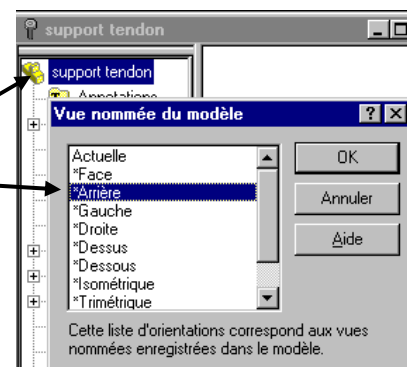 support tendon
support tendon
Annotations
Vue nommée du modèle
Actuelle
*Face
*Arrière
*Gauche
*Droite
*Dessus
*Dessous
*Isométrique
*Trimétrique
OK
Annuler
Aide
Cette liste d'orientations correspond aux vues
nommées enregistrées dans le modèle.